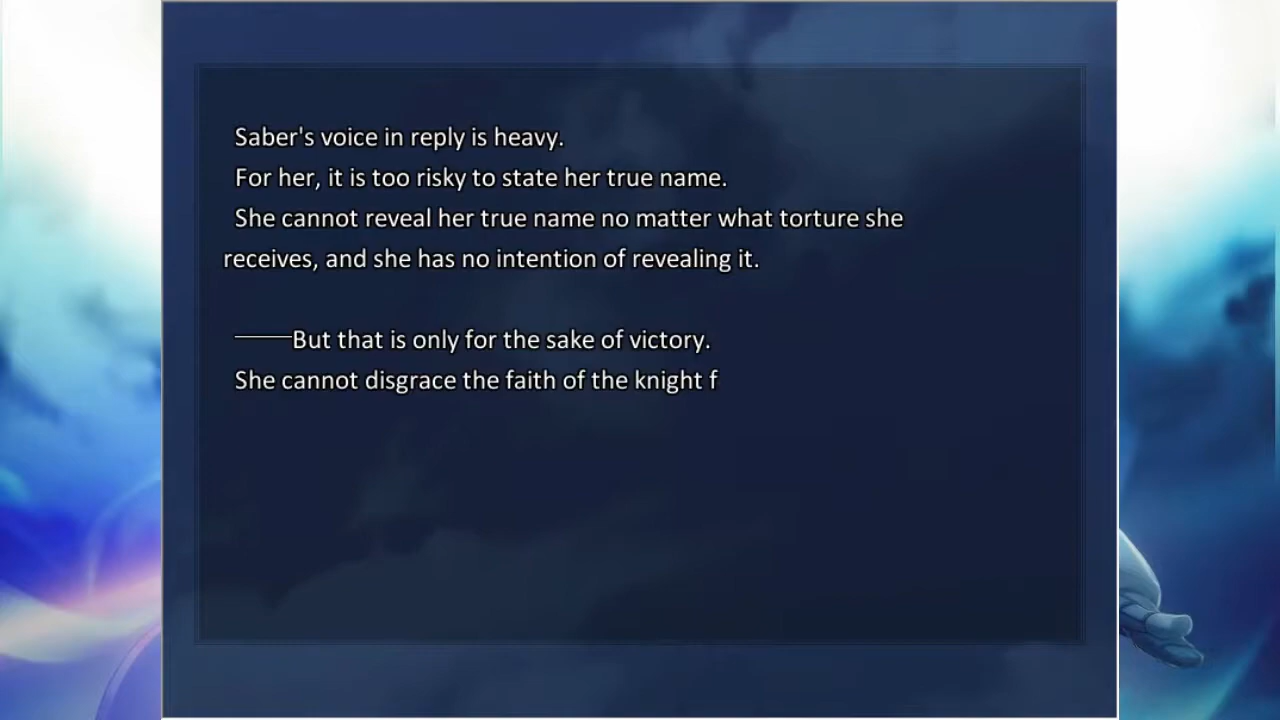 Saber's voice in reply is heavy.
For her, it is too risky to state her true name.
She cannot reveal her true name no matter what torture she
receives, and she has no intention of revealing it.
——But that is only for the sake of victory.
She cannot disgrace the faith of the knight f